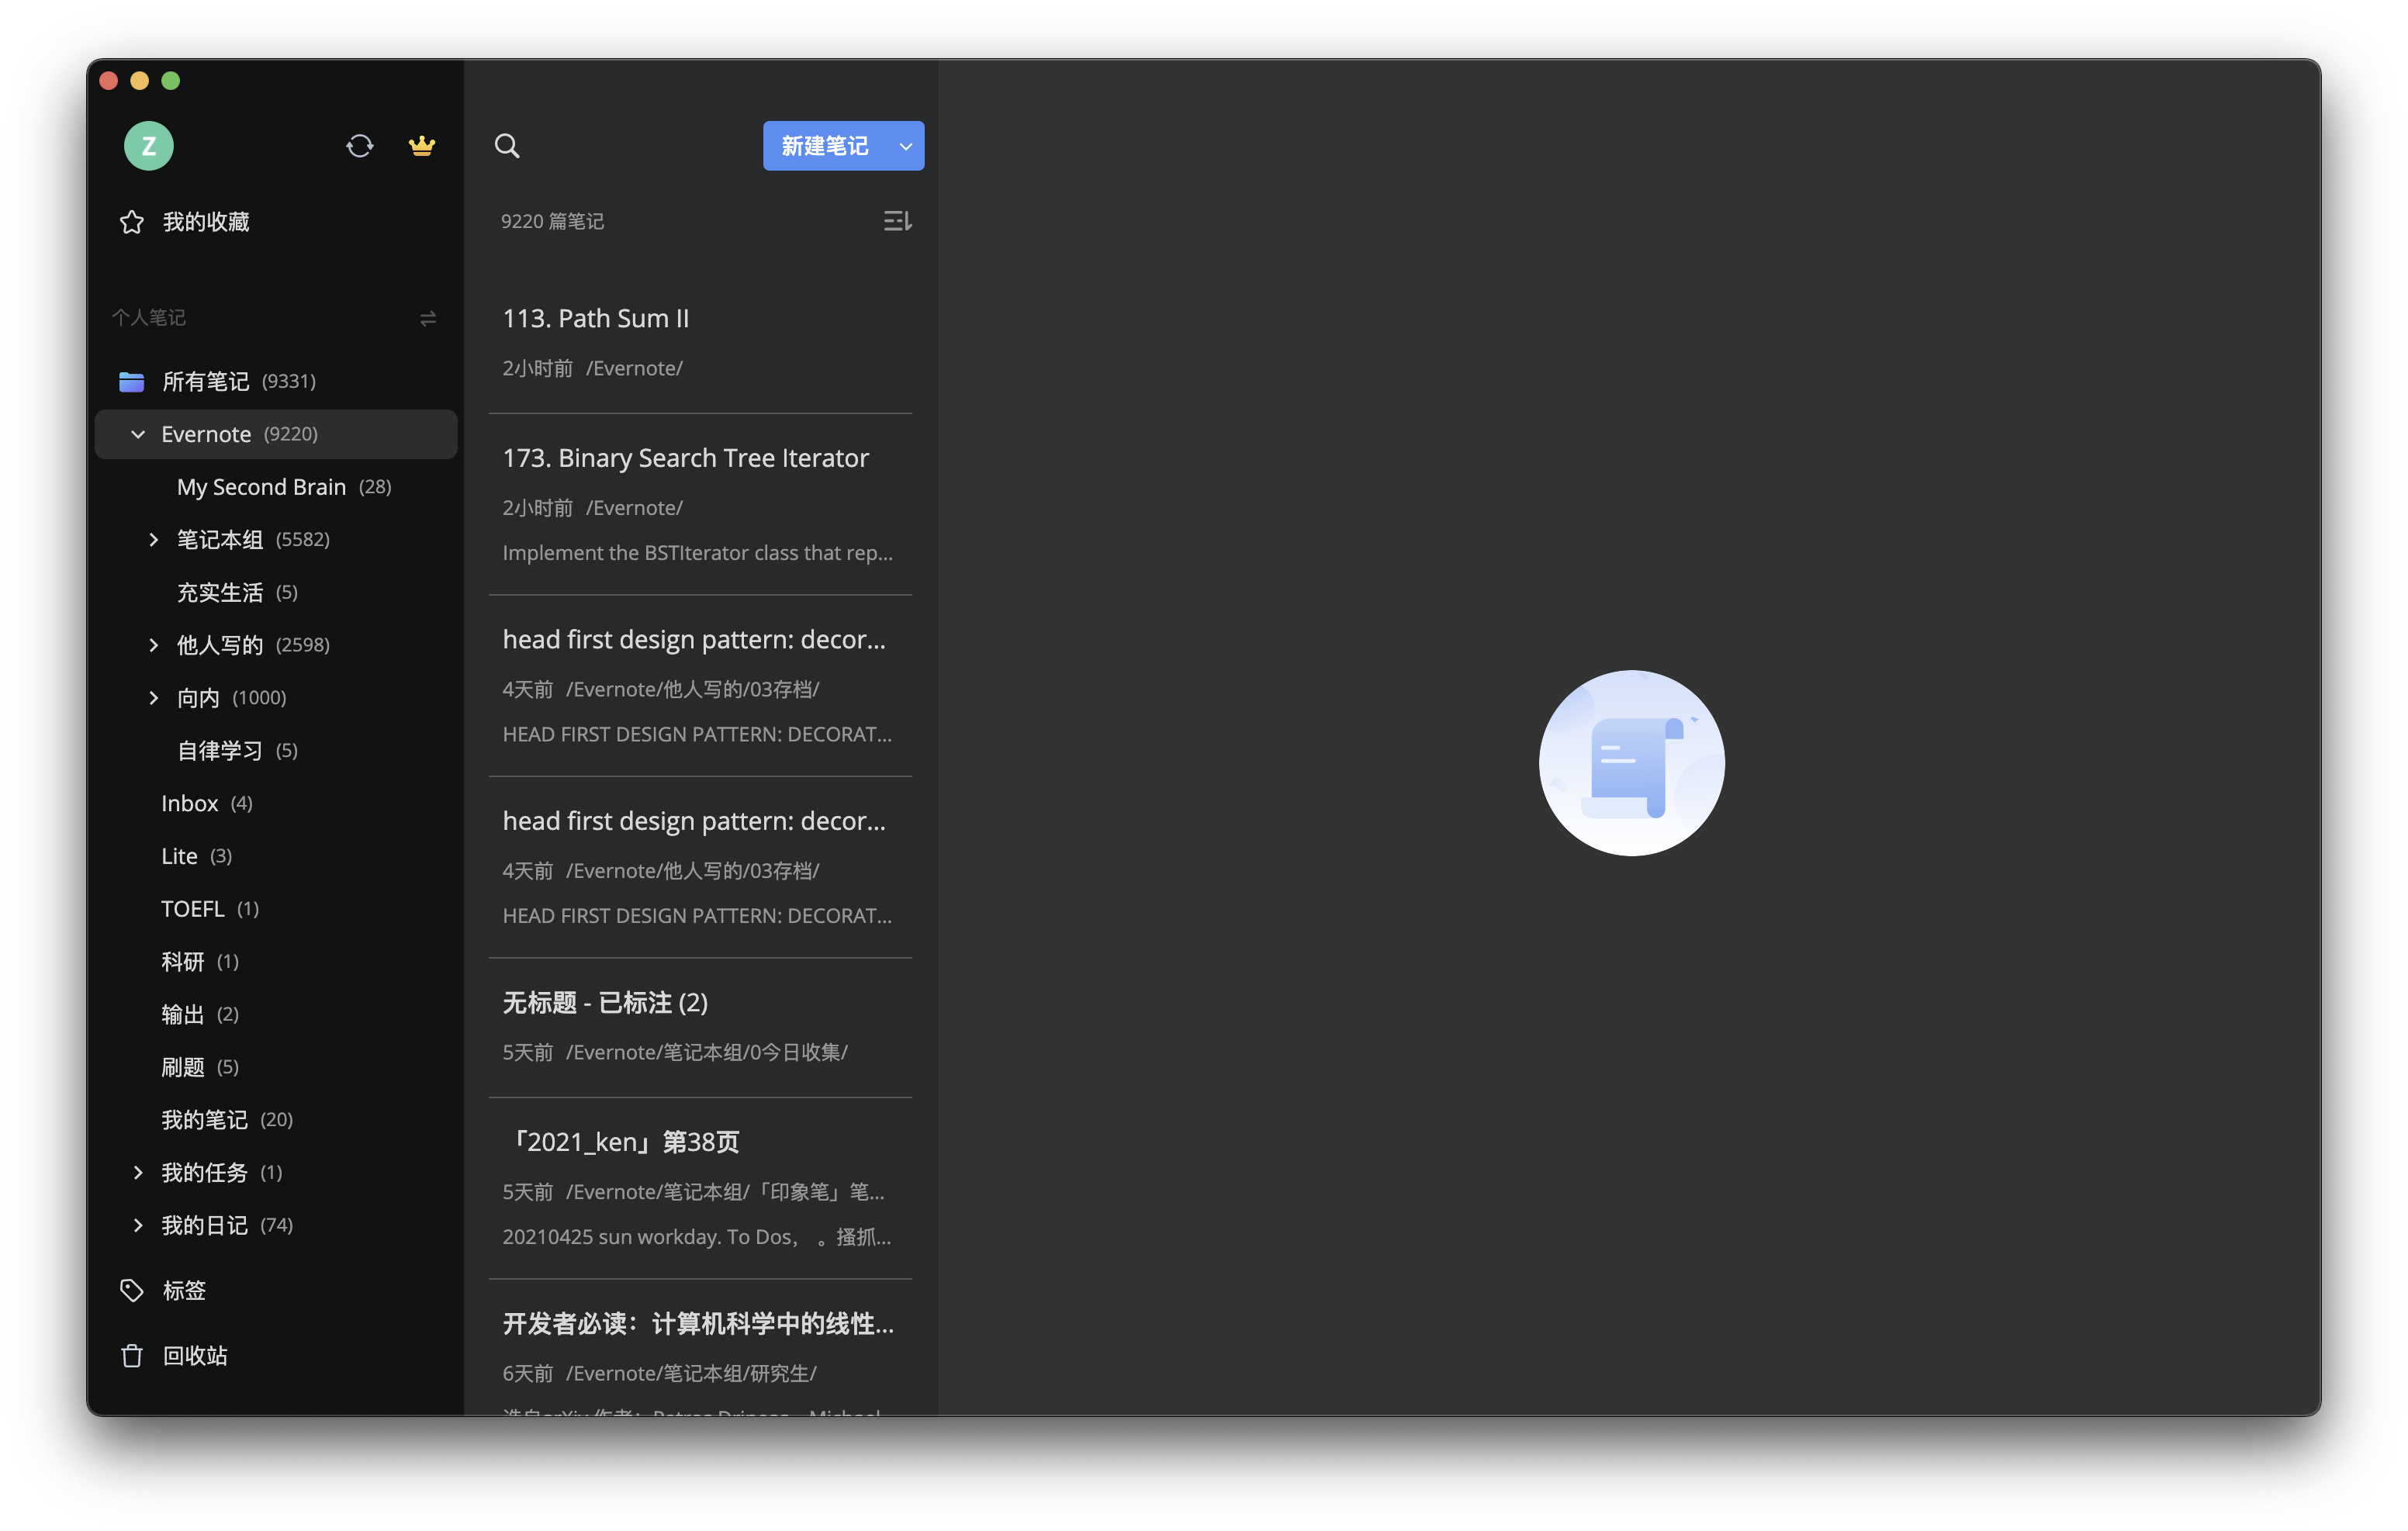 Z
我的收藏
个人笔记
所有笔记 (9331)
Evernote (9220)
My Second Brain (28)
笔记本组 (5582)
充实生活 (5)
他人写的 (2598)
向内 (1000)
自律学习 (5)
Inbox (4)
Lite (3)
TOEFL (1)
科研 (1)
输出 (2)
刷题 (5)
我的笔记 (20)
我的任务 (1)
我的日记 (74)
标签
回收站
新建笔记
9220 篇笔记
113. Path Sum II
2小时前 /Evernote/
173. Binary Search Tree Iterator
2小时前 /Evernote/
Implement the BSTIterator class that rep...
head first design pattern: decor...
4天前 /Evernote/他人写的/03存档/
HEAD FIRST DESIGN PATTERN: DECORAT...
head first design pattern: decor...
4天前 /Evernote/他人写的/03存档/
HEAD FIRST DESIGN PATTERN: DECORAT...
无标题 - 已标注 (2)
5天前 /Evernote/笔记本组/0今日收集/
「2021_ken」第38页
5天前 /Evernote/笔记本组/「印象笔」笔...
20210425 sun workday. To Dos， 。搔抓...
开发者必读：计算机科学中的线性...
6天前 /Evernote/笔记本组/研究生/